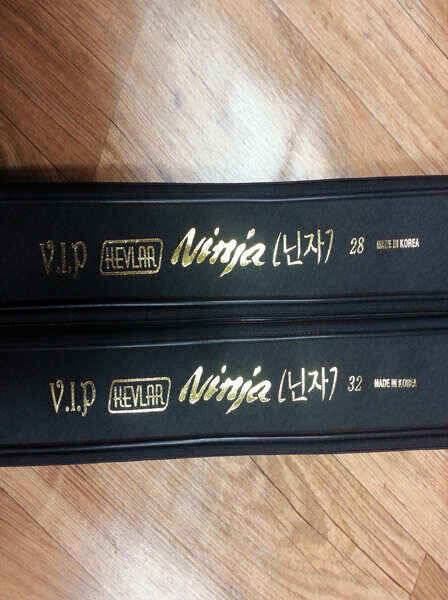 V.I.P KEVLAR Ninja (닌자) 28 MADE IN KOREA
V.I.P KEVLAR Ninja (닌자) 32 MADE IN KOREA